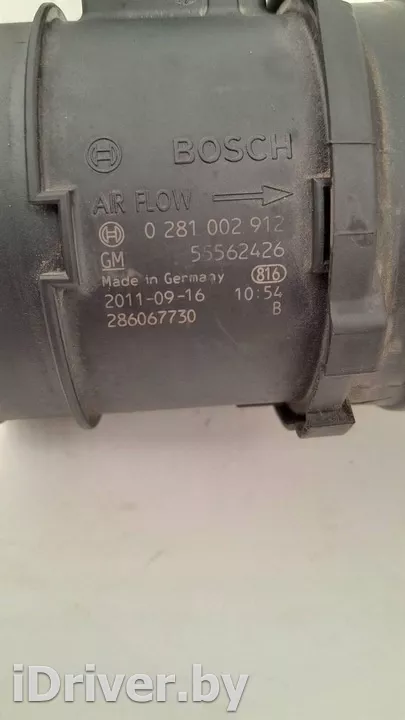 BOSCH
AIR FLOW
0 281 002 912
GM 55562426
Made in Germany 816
2011-09-16 10:54
286067730 B
iDriver.by